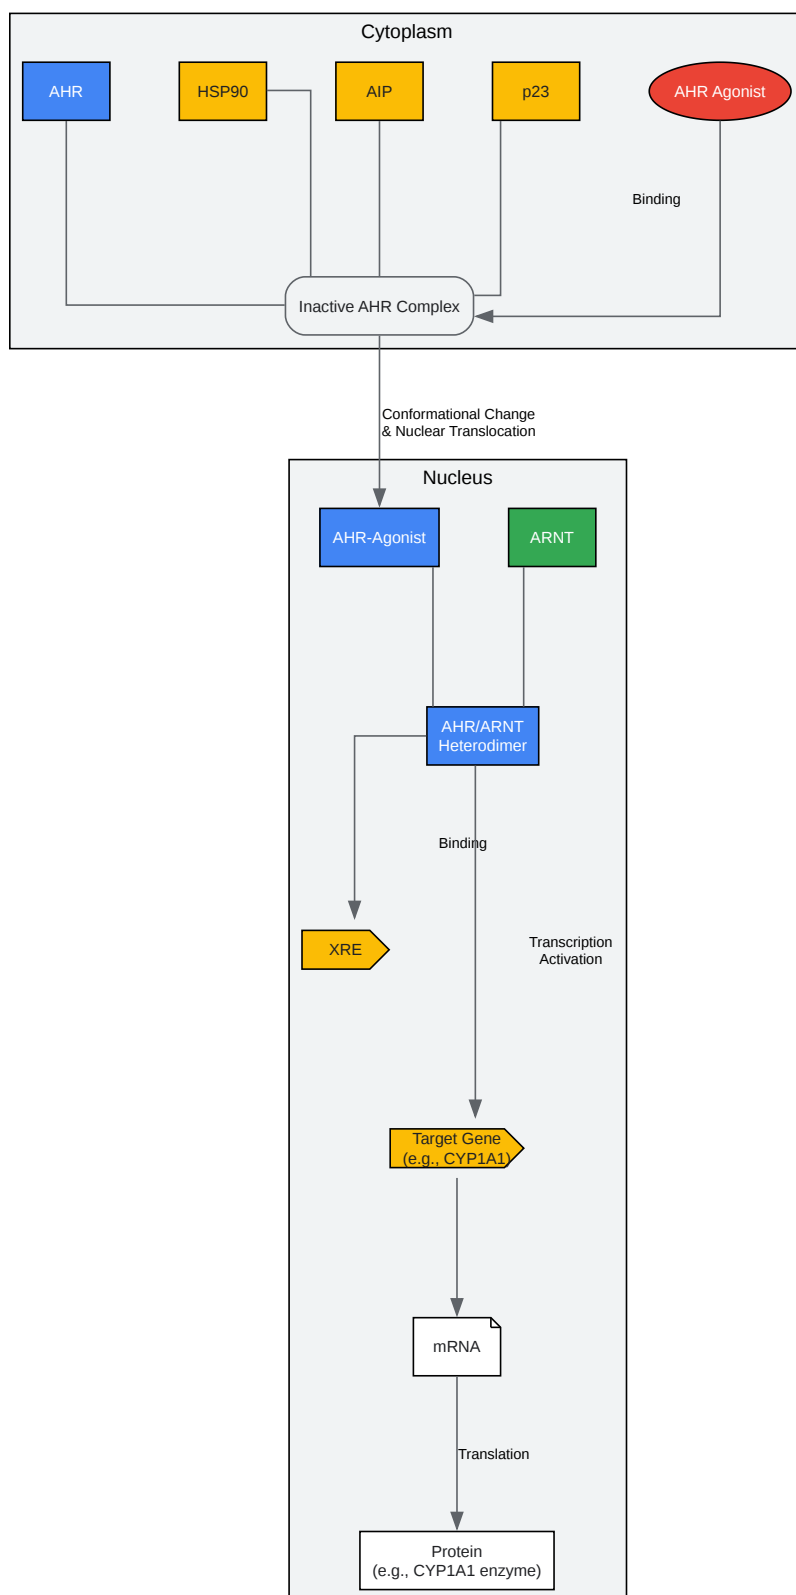 Cytoplasm
AHR
HSP90
AIP
p23
AHR Agonist
Binding
Inactive AHR Complex
Conformational Change
& Nuclear Translocation
Nucleus
AHR-Agonist
ARNT
AHR/ARNT
Heterodimer
Binding
XRE
Transcription
Activation
Target Gene
(e.g., CYP1A1)
mRNA
Translation
Protein
(e.g., CYP1A1 enzyme)